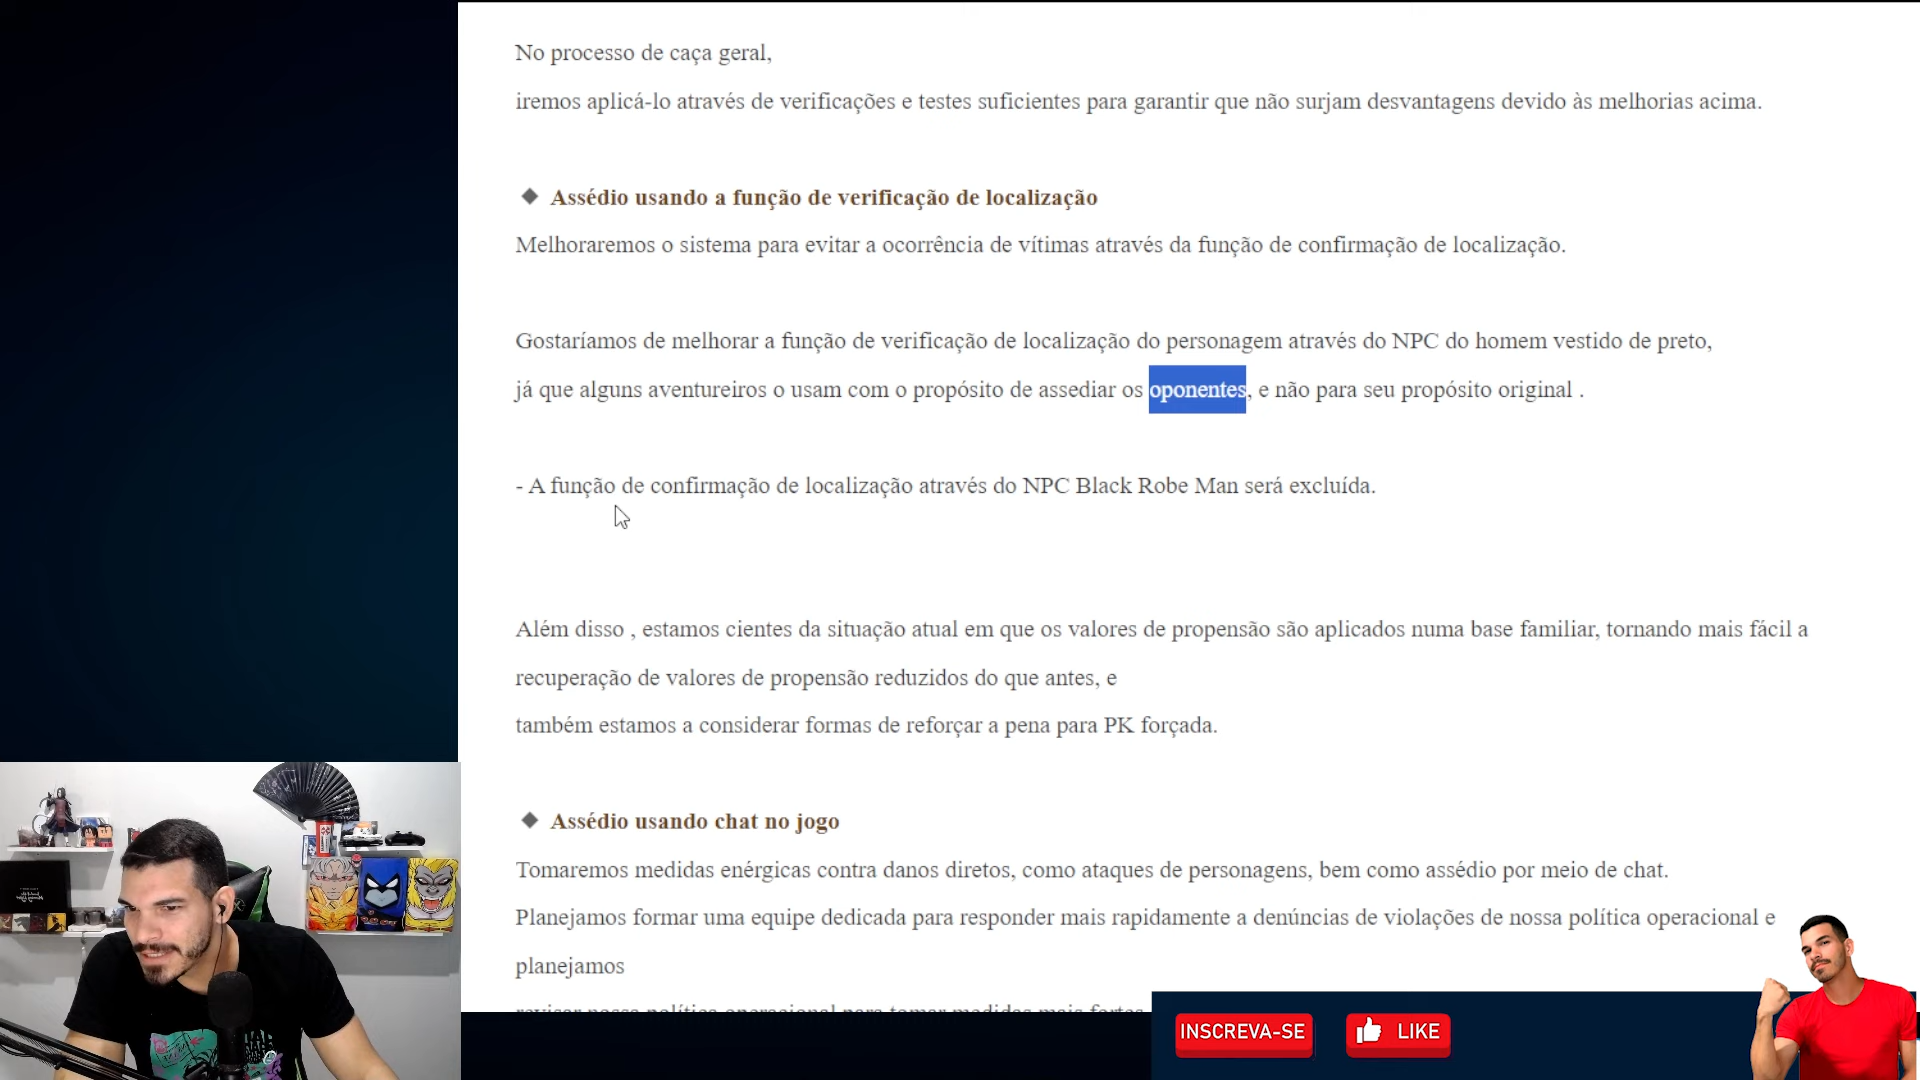 No processo de caça geral,
iremos aplicá-lo através de verificações e testes suficientes para garantir que não surjam desvantagens devido às melhorias acima.
◆ Assédio usando a função de verificação de localização
Melhoraremos o sistema para evitar a ocorrência de vítimas através da função de confirmação de localização.
Gostaríamos de melhorar a função de verificação de localização do personagem através do NPC do homem vestido de preto,
já que alguns aventureiros o usam com o propósito de assediar os oponentes, e não para seu propósito original .
- A função de confirmação de localização através do NPC Black Robe Man será excluída.
Além disso , estamos cientes da situação atual em que os valores de propensão são aplicados numa base familiar, tornando mais fácil a
recuperação de valores de propensão reduzidos do que antes, e
também estamos a considerar formas de reforçar a pena para PK forçada.
◆ Assédio usando chat no jogo
Tomaremos medidas enérgicas contra danos diretos, como ataques de personagens, bem como assédio por meio de chat.
Planejamos formar uma equipe dedicada para responder mais rapidamente a denúncias de violações de nossa política operacional e
planejamos
revisar nossa política operacional para tomar medidas mais fortes
INSCREVA-SE
LIKE